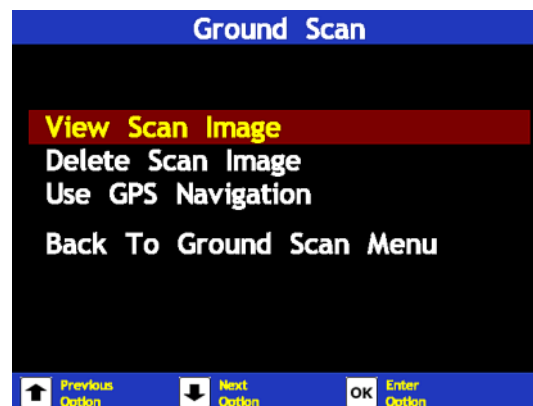 Ground Scan
View Scan Image
Delete Scan Image
Use GPS Navigation
Back To Ground Scan Menu
Previous Option
Next Option
OK Enter Option